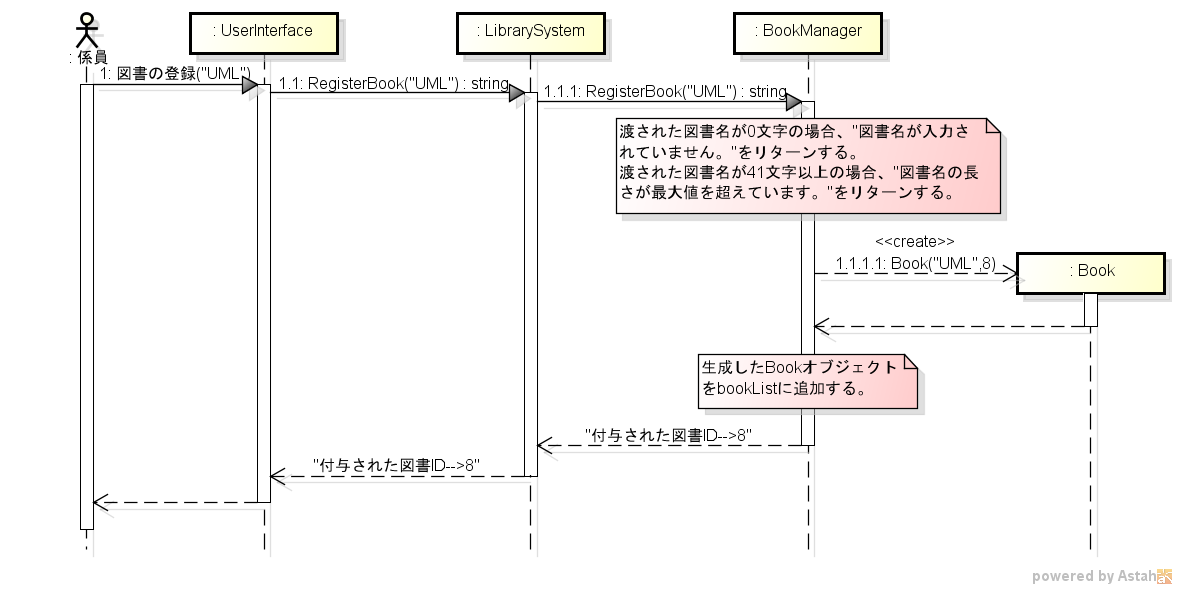 : UserInterface
: LibrarySystem
: BookManager
: 係員
1: 図書の登録("UML")
1.1: RegisterBook("UML") : string
1.1.1: RegisterBook("UML") : string
渡された図書名が0文字の場合、"図書名が入力さ
れていません。"をリターンする。
渡された図書名が41文字以上の場合、"図書名の長
さが最大値を超えています。"をリターンする。
<<create>>
1.1.1.1: Book("UML",8)
: Book
生成したBookオブジェクト
をbookListに追加する。
"付与された図書ID-->8"
"付与された図書ID-->8"
powered by Astah